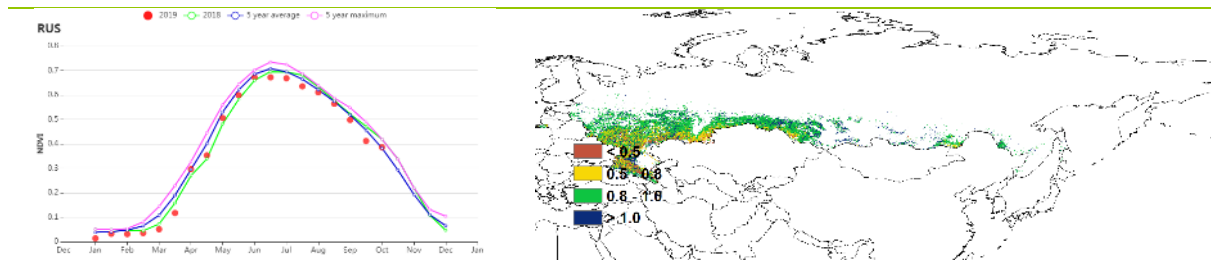 2019 2018 5 year average 5 year maximum
RUS
0.8
0.7
0.6
0.5
0.4
0.3
0.2
0.1
0
NDVI
Dec Jan Feb Mar Apr May Jun Jul Aug Sep Oct Nov Dec Jan
< 0.5
0.5 - 0.8
0.8 - 1.0
> 1.0